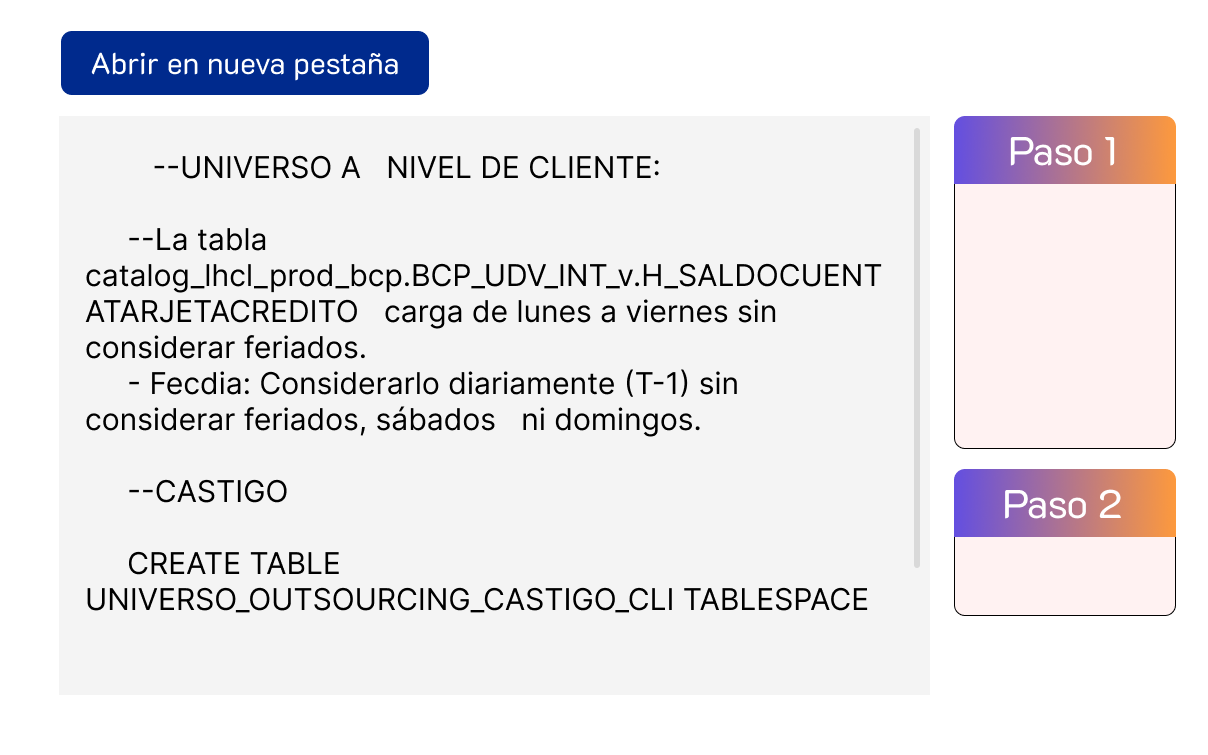 Abrir en nueva pestaña
--UNIVERSO A   NIVEL DE CLIENTE:
--La tabla
catalog_lhcl_prod_bcp.BCP_UDV_INT_v.H_SALDOCUENT
ATARJETACREDITO   carga de lunes a viernes sin
considerar feriados.
- Fecdia: Considerarlo diariamente (T-1) sin
considerar feriados, sábados   ni domingos.
--CASTIGO
CREATE TABLE
UNIVERSO_OUTSOURCING_CASTIGO_CLI TABLESPACE
Paso 1
Paso 2